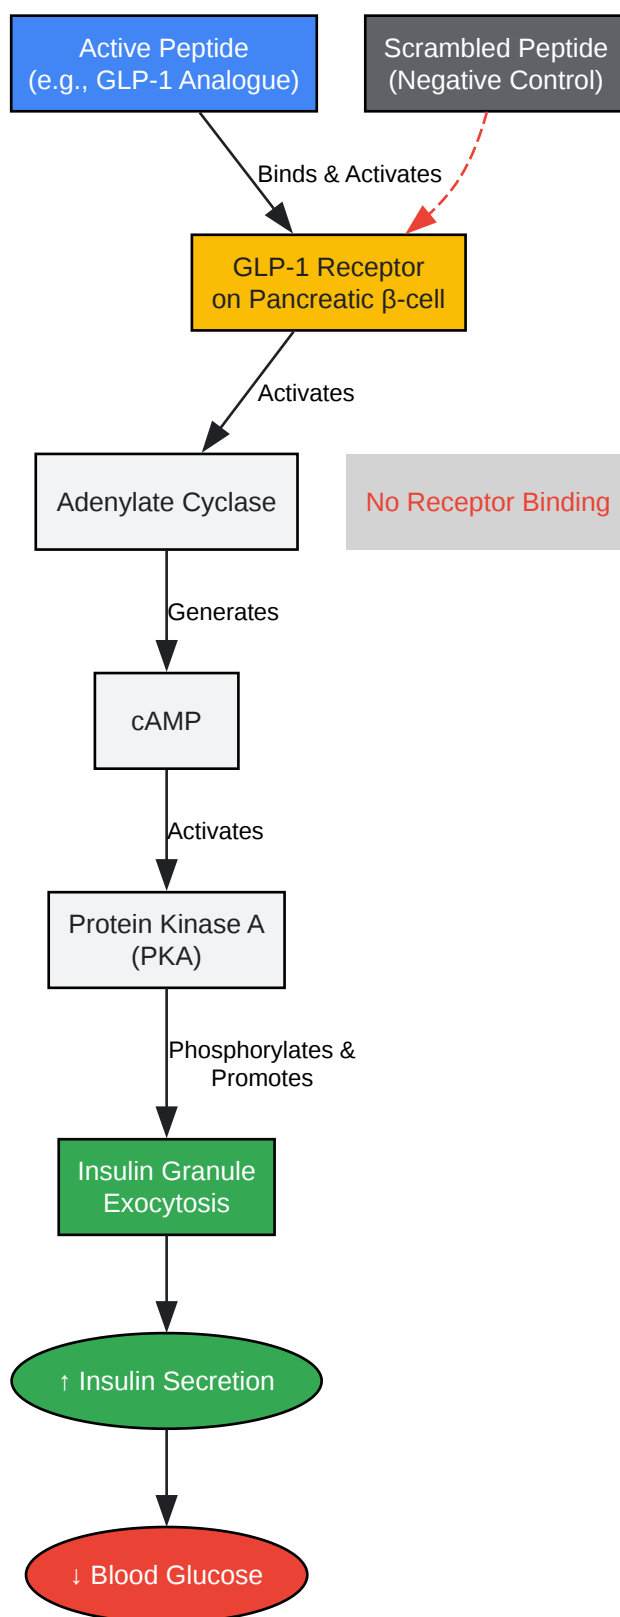 Active Peptide
(e.g., GLP-1 Analogue)
Scrambled Peptide
(Negative Control)
Binds & Activates
GLP-1 Receptor
on Pancreatic β-cell
Activates
Adenylate Cyclase
No Receptor Binding
Generates
cAMP
Activates
Protein Kinase A
(PKA)
Phosphorylates &
Promotes
Insulin Granule
Exocytosis
↑ Insulin Secretion
↓ Blood Glucose